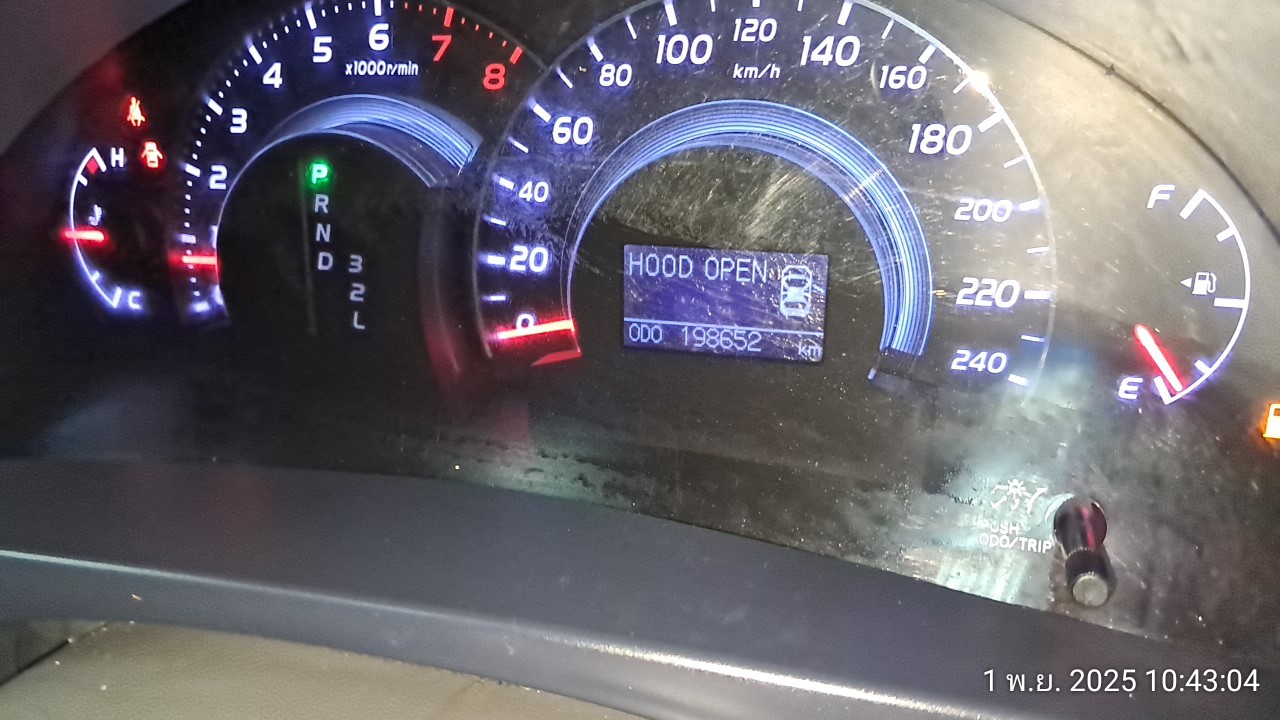 H
C
1
2
3
4
5
6
7
8
x1000r/min
P
R
N
D
3
2
L
0
20
40
60
80
100
120
140
160
180
200
220
240
km/h
HOOD OPEN
ODO 198652 km
F
E
PUSH
ODO/TRIP
1 พ.ย. 2025 10:43:04